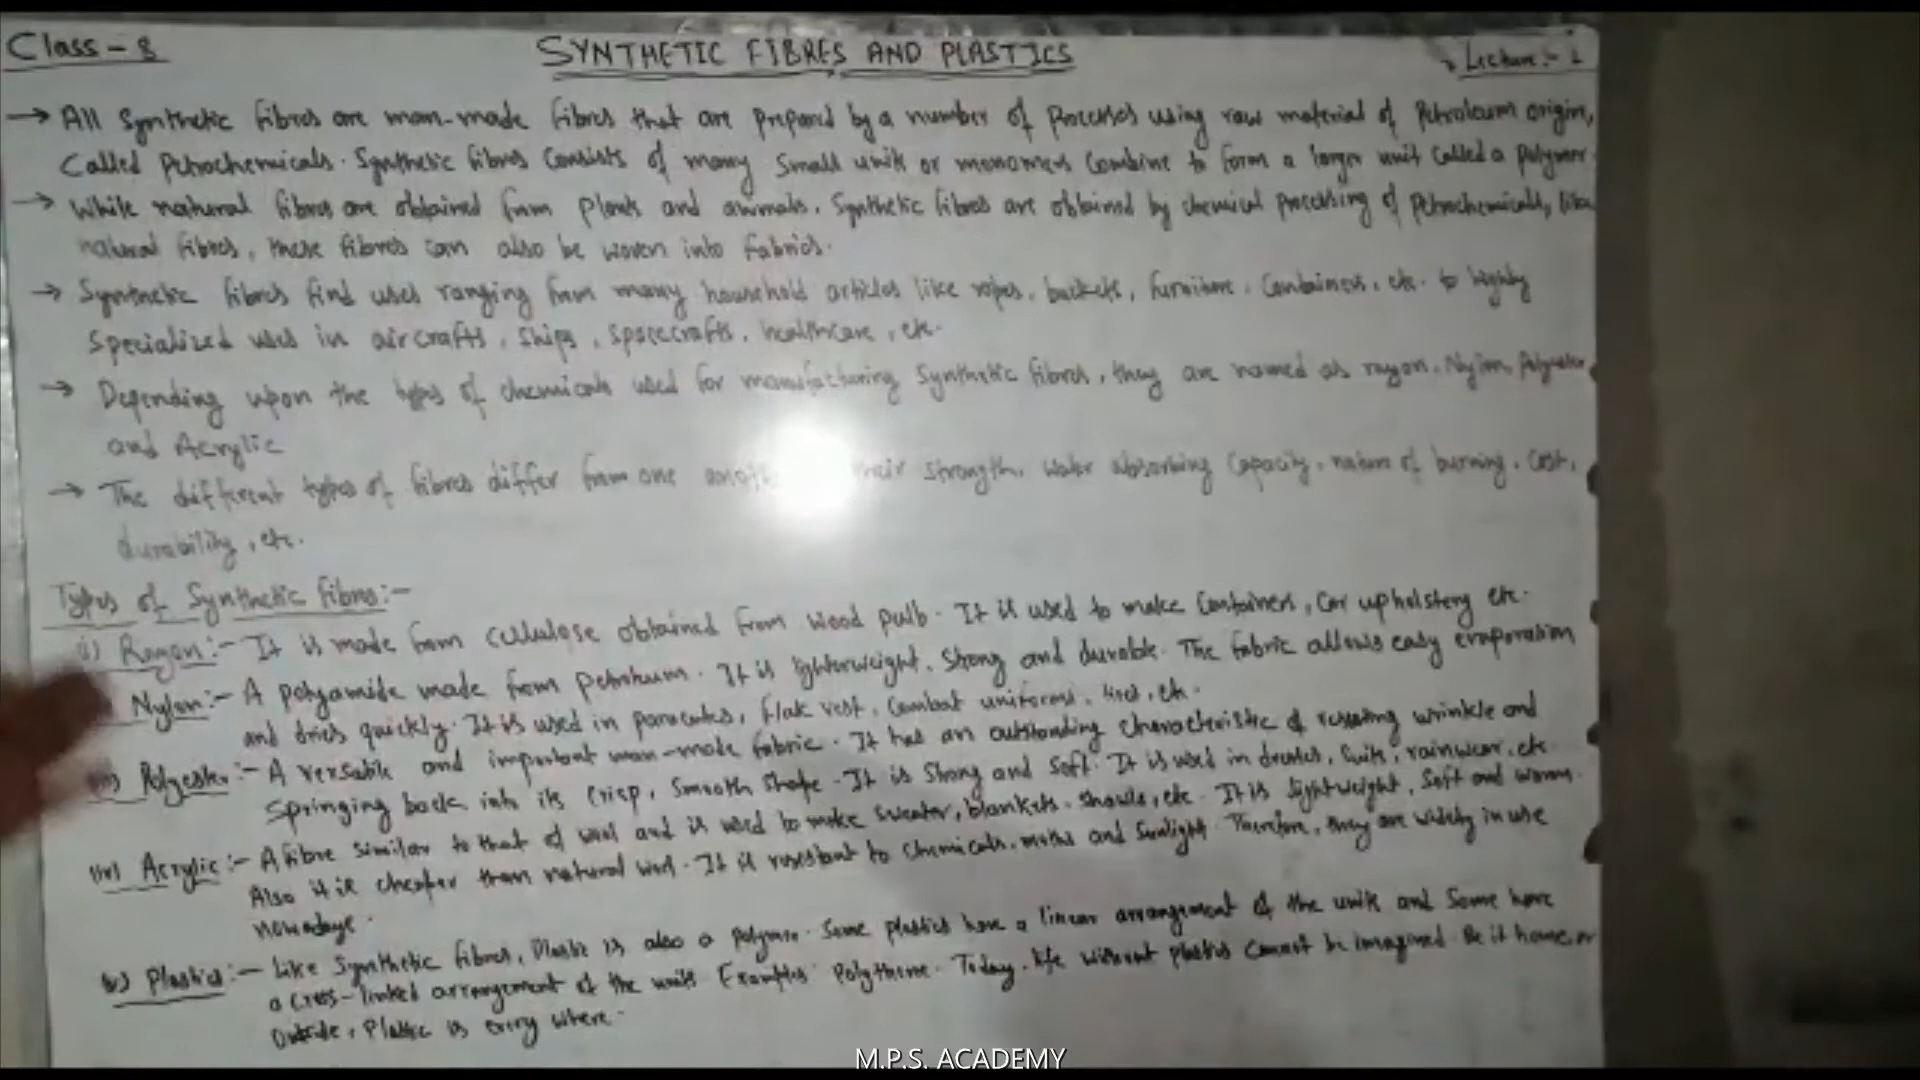 Class - 8
SYNTHETIC FIBRES AND PLASTICS
Lecture:- 1
→ All Synthetic fibres are man-made fibres that are prepared by a number of Processes using raw material of Petroleum origin,
Called Petrochemicals. Synthetic fibres Consists of many Small units or monomers Combine to form a larger unit Called a polymer
→ While natural fibres are obtained from Plants and animals. Synthetic fibres are obtained by chemical processing of Petrochemicals, like
natural fibres, these fibres can also be woven into fabrics.
→ Synthetic fibres find uses ranging from many household articles like ropes, buckets, furniture, Containers, etc. to highly
Specialized uses in aircrafts, Ships, Spacecrafts, healthcare, etc.
→ Depending upon the types of chemicals used for manufacturing Synthetic fibres, they are named as rayon, Nylon, Polyester
and Acrylic
→ The different types of fibres differ from one their strength, water absorbing Capacity, nature of burning, Cost,
durability, etc.
Types of Synthetic fibres:-
i) Rayon:- It is made from cellulose obtained from wood pulb. It is used to make Containers, Car upholstery etc.
Nylon:- A polyamide made from petroleum. It is lighterweight, Strong and durable. The fabric allows easy evaporation
and dries quickly. It is used in paracutes, flak vest, Combat uniforms, etc.
iii) Polyester:- A versatile and important man-made fabric. It has an outstanding characteristic of resisting wrinkle and
Springing back into its Crisp, Smooth Shape. It is Strong and Soft. It is used in dresses, Suits, rainwear, etc.
(iv) Acrylic:- A fibre similar to that of wool and is used to make Sweater, blankets, Shawls, etc. It is lightweight, Soft and warm.
Also it is cheaper than natural wool. It is resistant to Chemicals, moths and Sunlight. Therefore, they are widely in use
nowadays.
(v) Plastics:- Like Synthetic fibres, Plastic is also a polymer. Some plastics have a linear arrangement of the units and Some have
a Cross-linked arrangement of the units. Examples: Polythene. Today, life without plastics Cannot be imagined. Be it home, or
Outside, Plastic is every where.
M.P.S. ACADEMY